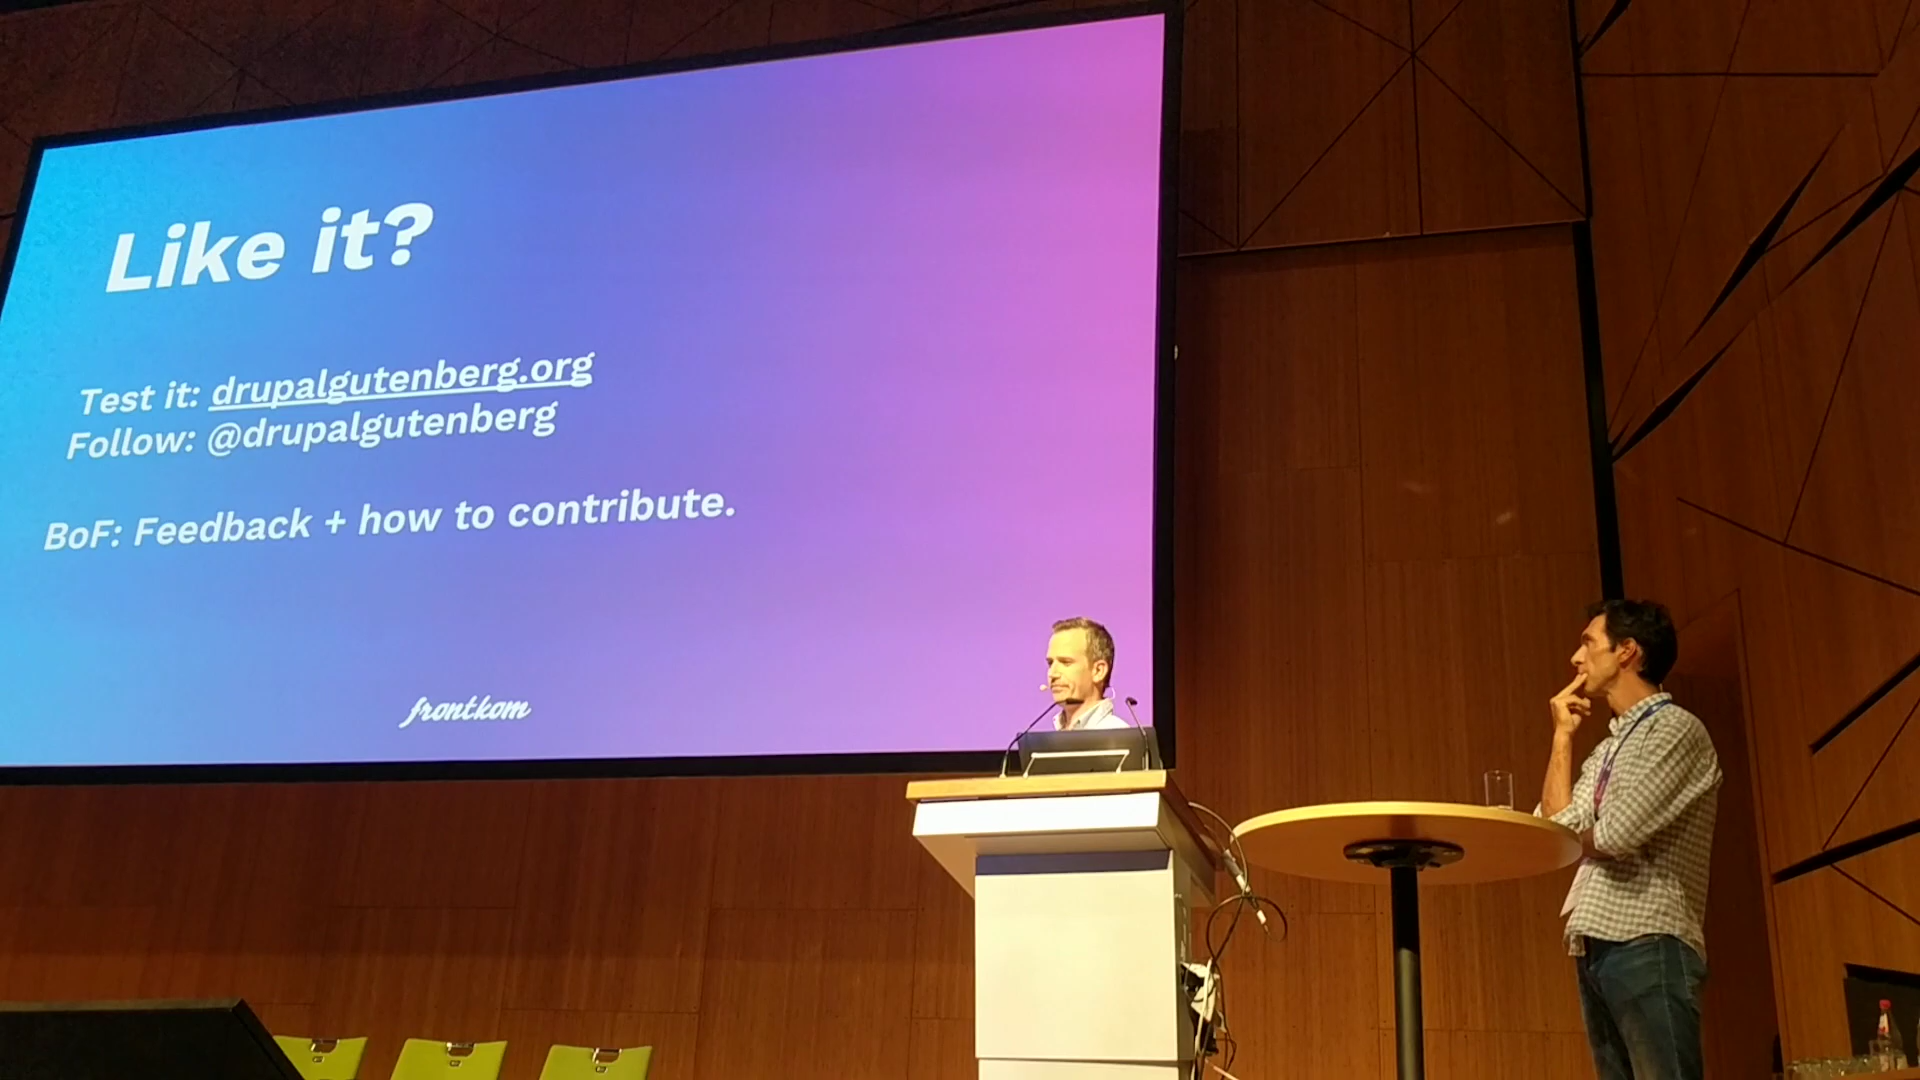 Like it?
Test it: drupalgutenberg.org
Follow: @drupalgutenberg
BoF: Feedback + how to contribute.
frontkom